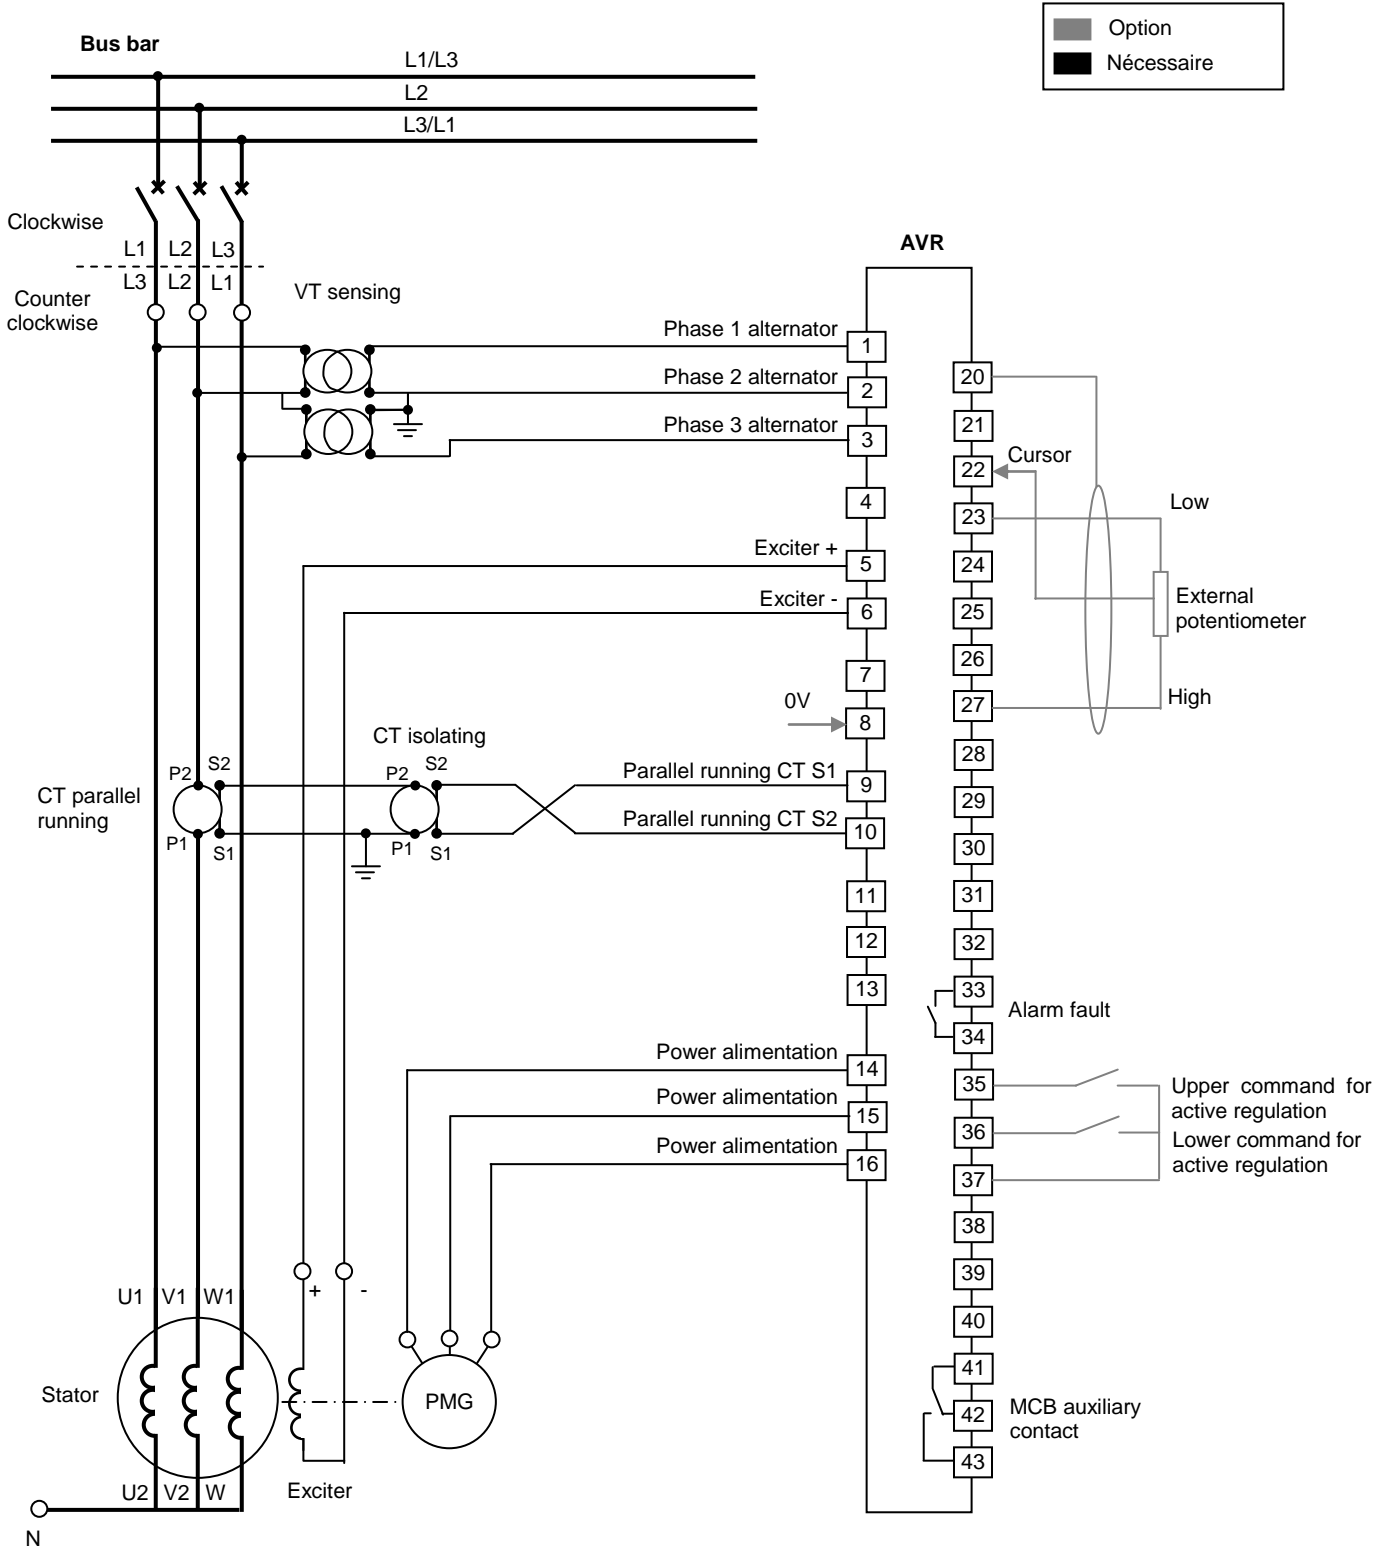 Option
Nécessaire
Bus bar
L1/L3
L2
L3/L1
Clockwise
L1 L2 L3
L3 L2 L1
Counter
clockwise
VT sensing
AVR
Phase 1 alternator
1
Phase 2 alternator
2
Phase 3 alternator
3
4
Exciter +
5
Exciter -
6
7
0V
8
CT isolating
Parallel running CT S1
9
Parallel running CT S2
10
P2 S2
P1 S1
P2 S2
P1 S1
CT parallel
running
11
12
13
Power alimentation
14
Power alimentation
15
Power alimentation
16
20
21
Cursor
22
23
Low
24
External
potentiometer
25
26
27
High
28
29
30
31
32
33
Alarm fault
34
35
Upper command for
active regulation
36
Lower command for
active regulation
37
38
39
40
41
42
MCB auxiliary
contact
43
+ -
U1 V1 W1
Stator
PMG
U2 V2 W
Exciter
N